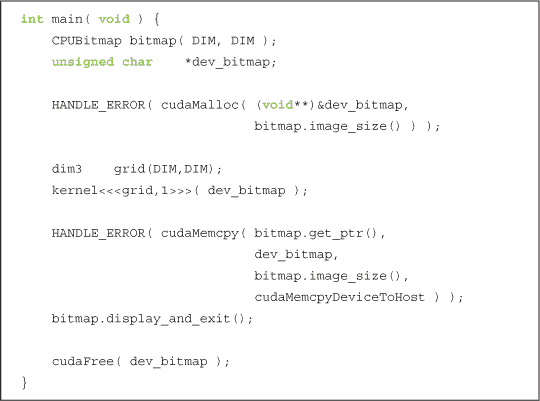 int main( void ) {
    CPUBitmap bitmap( DIM, DIM );
    unsigned char    *dev_bitmap;
    HANDLE_ERROR( cudaMalloc( (void**)&dev_bitmap,
                              bitmap.image_size() ) );
    dim3    grid(DIM,DIM);
    kernel<<<grid,1>>>( dev_bitmap );
    HANDLE_ERROR( cudaMemcpy( bitmap.get_ptr(),
                              dev_bitmap,
                              bitmap.image_size(),
                              cudaMemcpyDeviceToHost ) );
    bitmap.display_and_exit();
    cudaFree( dev_bitmap );
}